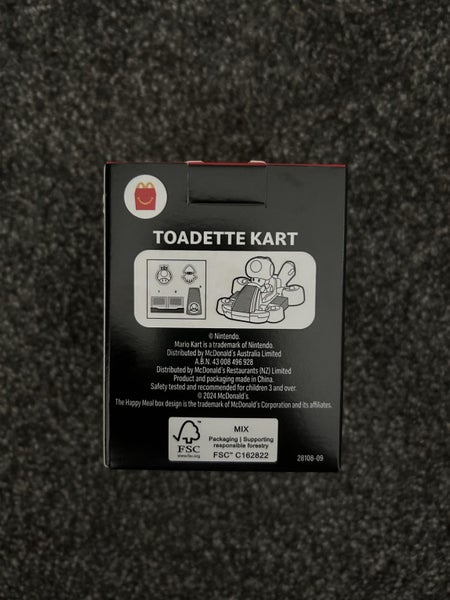 TOADETTE KART
© Nintendo.
Mario Kart is a trademark of Nintendo.
Distributed by McDonald's Australia Limited
A.B.N. 43 008 496 928
Distributed by McDonald's Restaurants (NZ) Limited
Product and packaging made in China.
Safety tested and recommended for children 3 and over.
© 2024 McDonald's.
The Happy Meal box design is the trademark of McDonald's Corporation and its affiliates.
FSC
www.fsc.org
MIX
Packaging | Supporting
responsible forestry
FSC™ C162822
28108-09